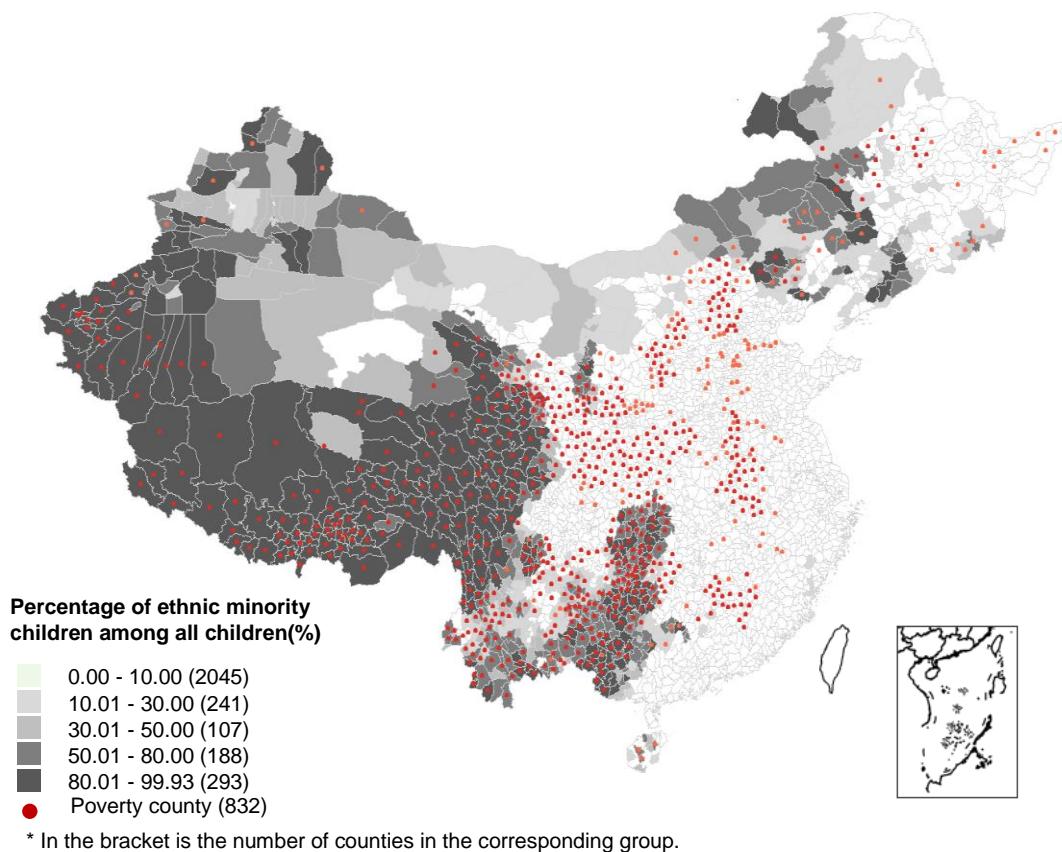 Percentage of ethnic minority
children among all children(%)
0.00 - 10.00 (2045)
10.01 - 30.00 (241)
30.01 - 50.00 (107)
50.01 - 80.00 (188)
80.01 - 99.93 (293)
Poverty county (832)
* In the bracket is the number of counties in the corresponding group.